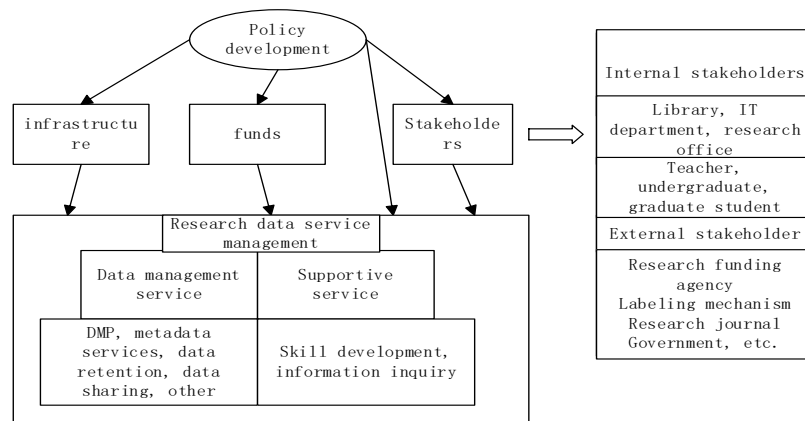 Policy
development
infrastructu
re
funds
Stakeholde
rs
Internal stakeholders
Library, IT
department, research
office
Teacher,
undergraduate,
graduate student
External stakeholder
Research funding
agency
Labeling mechanism
Research journal
Government, etc.
Research data service
management
Data management
service
Supportive
service
DMP, metadata
services, data
retention, data
sharing, other
Skill development,
information inquiry